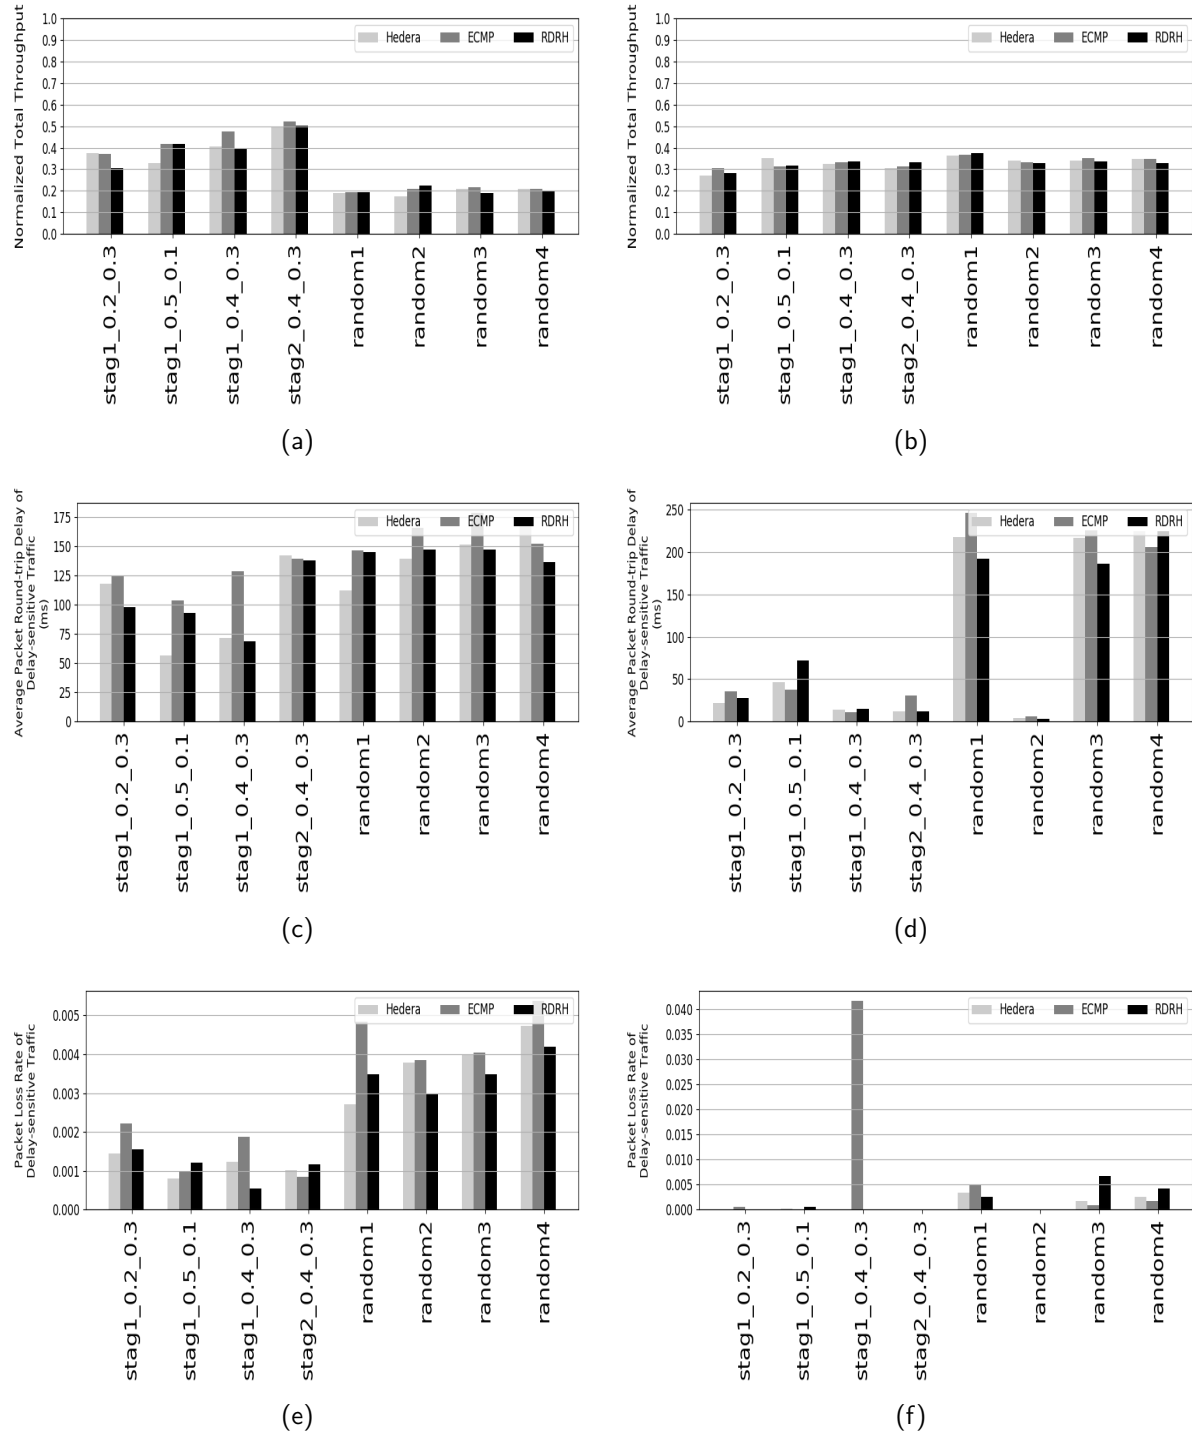 Normalized Total Throughput
1.0
0.9
0.8
0.7
0.6
0.5
0.4
0.3
0.2
0.1
0.0
Hedera ECMP RDRH
stag1_0.2_0.3
stag1_0.5_0.1
stag1_0.4_0.3
stag2_0.4_0.3
random1
random2
random3
random4
(a)
Normalized Total Throughput
1.0
0.9
0.8
0.7
0.6
0.5
0.4
0.3
0.2
0.1
0.0
Hedera ECMP RDRH
stag1_0.2_0.3
stag1_0.5_0.1
stag1_0.4_0.3
stag2_0.4_0.3
random1
random2
random3
random4
(b)
Average Packet Round-trip Delay of
Delay-sensitive Traffic
(ms)
175
150
125
100
75
50
25
0
Hedera ECMP RDRH
stag1_0.2_0.3
stag1_0.5_0.1
stag1_0.4_0.3
stag2_0.4_0.3
random1
random2
random3
random4
(c)
Average Packet Round-trip Delay of
Delay-sensitive Traffic
(ms)
250
200
150
100
50
0
Hedera ECMP RDRH
stag1_0.2_0.3
stag1_0.5_0.1
stag1_0.4_0.3
stag2_0.4_0.3
random1
random2
random3
random4
(d)
Packet Loss Rate of
Delay-sensitive Traffic
0.005
0.004
0.003
0.002
0.001
0.000
Hedera ECMP RDRH
stag1_0.2_0.3
stag1_0.5_0.1
stag1_0.4_0.3
stag2_0.4_0.3
random1
random2
random3
random4
(e)
Packet Loss Rate of
Delay-sensitive Traffic
0.040
0.035
0.030
0.025
0.020
0.015
0.010
0.005
0.000
Hedera ECMP RDRH
stag1_0.2_0.3
stag1_0.5_0.1
stag1_0.4_0.3
stag2_0.4_0.3
random1
random2
random3
random4
(f)